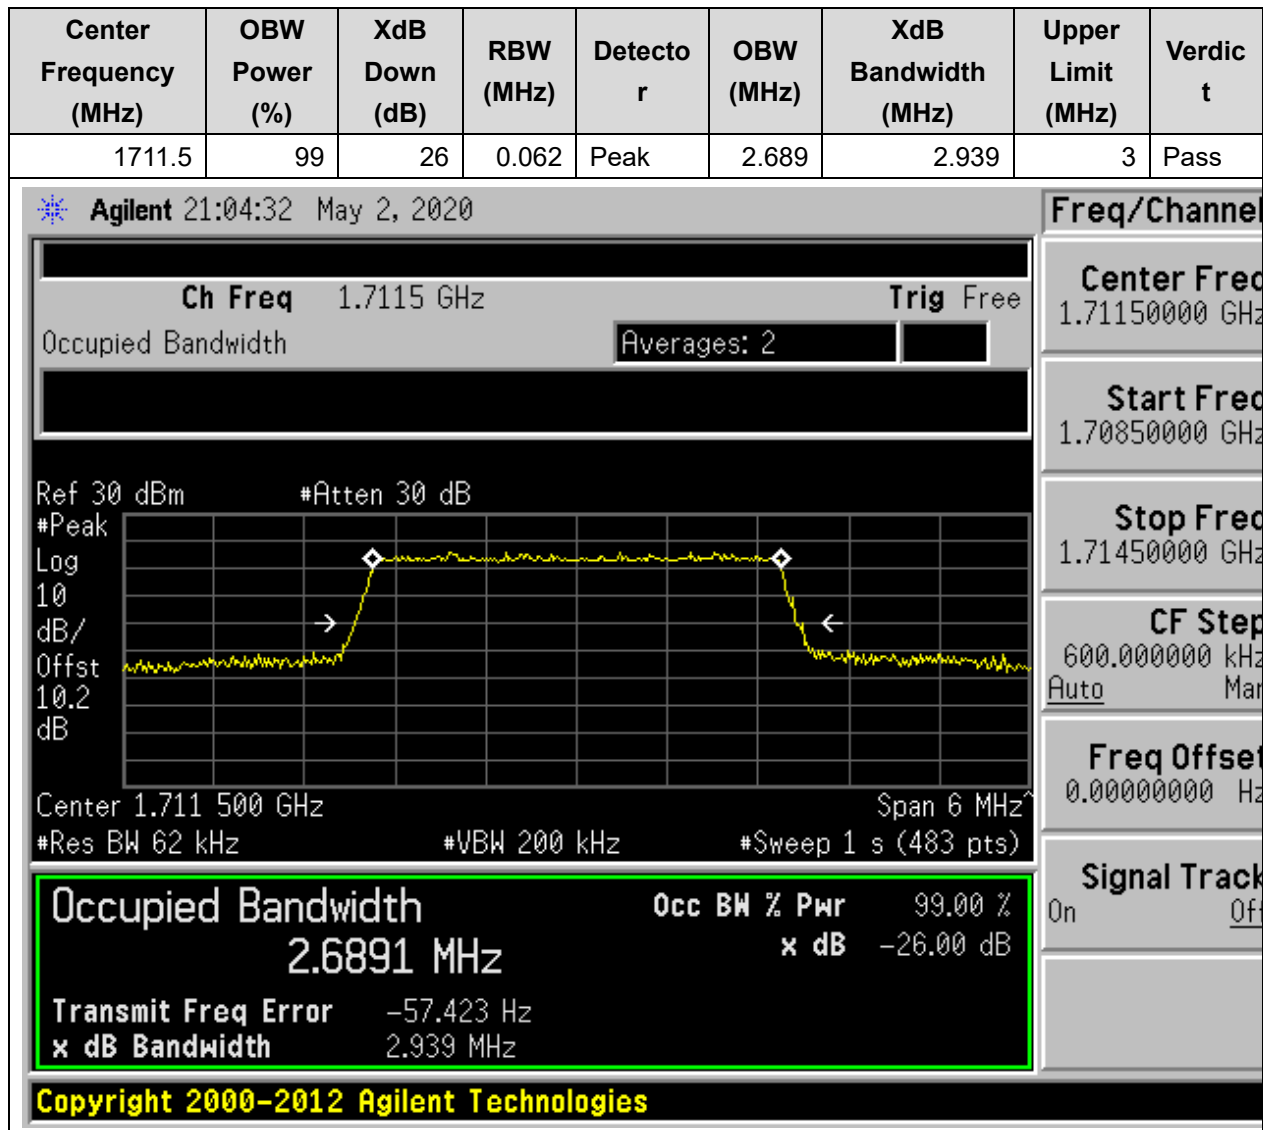 Center Frequency (MHz) OBW Power (%) XdB Down (dB) RBW (MHz) Detecto r OBW (MHz) XdB Bandwidth (MHz) Upper Limit (MHz) Verdic t
1711.5 99 26 0.062 Peak 2.689 2.939 3 Pass
Agilent 21:04:32 May 2, 2020
Ch Freq 1.7115 GHz Trig Free
Occupied Bandwidth Averages: 2
Ref 30 dBm #Atten 30 dB
#Peak
Log
10
dB/
Offst
10.2
dB
Center 1.711 500 GHz Span 6 MHz^
#Res BW 62 kHz #VBW 200 kHz #Sweep 1 s (483 pts)
Occupied Bandwidth Occ BW % Pwr 99.00 %
2.6891 MHz x dB -26.00 dB
Transmit Freq Error -57.423 Hz
x dB Bandwidth 2.939 MHz
Copyright 2000-2012 Agilent Technologies
Freq/Channel
Center Freq
1.71150000 GHz
Start Freq
1.70850000 GHz
Stop Freq
1.71450000 GHz
CF Step
600.000000 kHz
Auto Man
Freq Offset
0.00000000 Hz
Signal Track
On Off